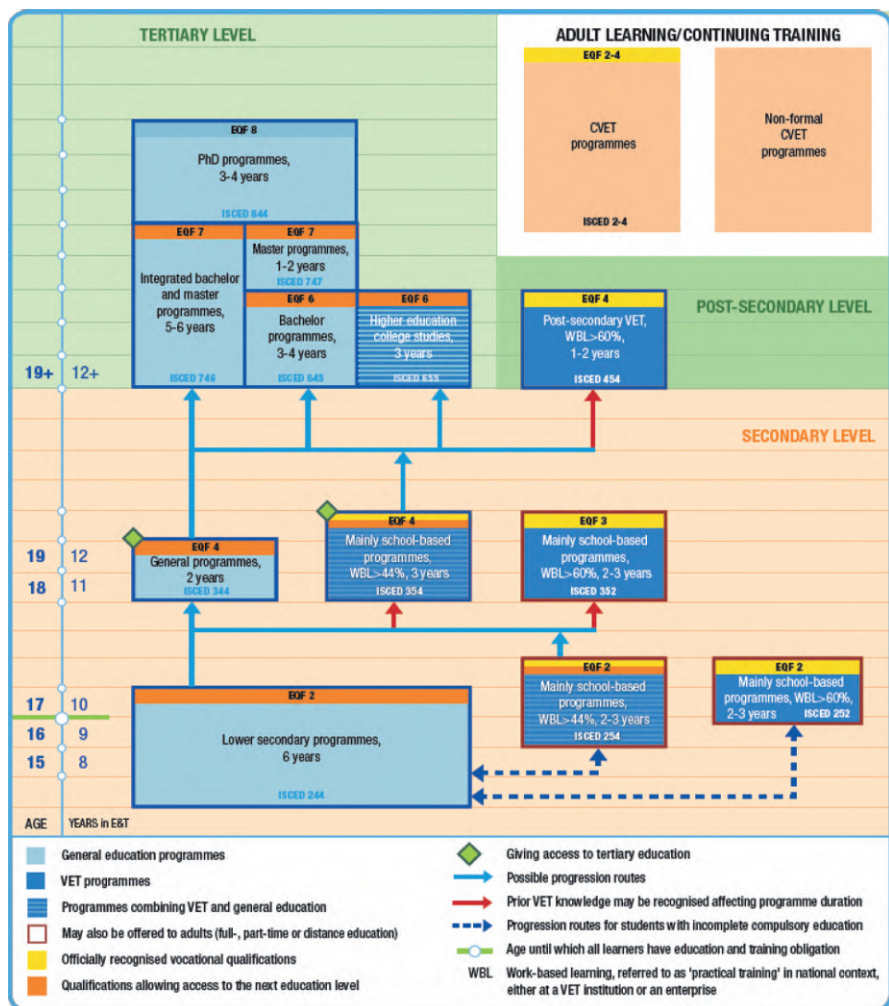 TERTIARY LEVEL
ADULT LEARNING/CONTINUING TRAINING
EQF 2-4
CVET
programmes
ISCED 2-4
Non-formal
CVET
programmes
EQF 8
PhD programmes,
3-4 years
ISCED 844
EQF 7
Integrated bachelor
and master
programmes,
5-6 years
ISCED 746
EQF 7
Master programmes,
1-2 years
ISCED 747
EQF 6
Bachelor
programmes,
3-4 years
ISCED 645
EQF 6
Higher education
college studies,
3 years
ISCED 655
EQF 4
Post-secondary VET,
WBL>60%,
1-2 years
ISCED 454
POST-SECONDARY LEVEL
19+ 12+
SECONDARY LEVEL
EQF 4
General programmes,
2 years
ISCED 344
EQF 4
Mainly school-based
programmes,
WBL>44%, 3 years
ISCED 354
EQF 3
Mainly school-based
programmes,
WBL>60%, 2-3 years
ISCED 352
19 12
18 11
EQF 2
Lower secondary programmes,
6 years
ISCED 244
EQF 2
Mainly school-based
programmes,
WBL>44%, 2-3 years
ISCED 254
EQF 2
Mainly school-based
programmes, WBL>60%,
2-3 years ISCED 252
17 10
16 9
15 8
AGE YEARS in E&T
General education programmes
VET programmes
Programmes combining VET and general education
May also be offered to adults (full-, part-time or distance education)
Officially recognised vocational qualifications
Qualifications allowing access to the next education level
Giving access to tertiary education
Possible progression routes
Prior VET knowledge may be recognised affecting programme duration
Progression routes for students with incomplete compulsory education
Age until which all learners have education and training obligation
WBL Work-based learning, referred to as 'practical training' in national context,
either at a VET institution or an enterprise